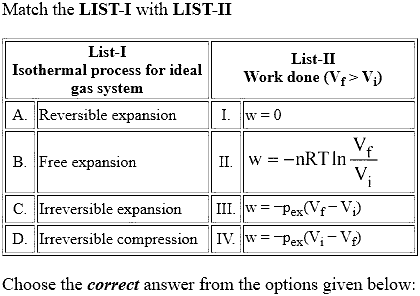 Match the LIST-I with LIST-II
List-I
Isothermal process for ideal
gas system
List-II
Work done (Vf > Vi)
A. Reversible expansion I. w = 0
B. Free expansion II. w = −nRT ln Vf/Vi
C. Irreversible expansion III. w = −pex(Vf − Vi)
D. Irreversible compression IV. w = −pex(Vi − Vf)
Choose the correct answer from the options given below: